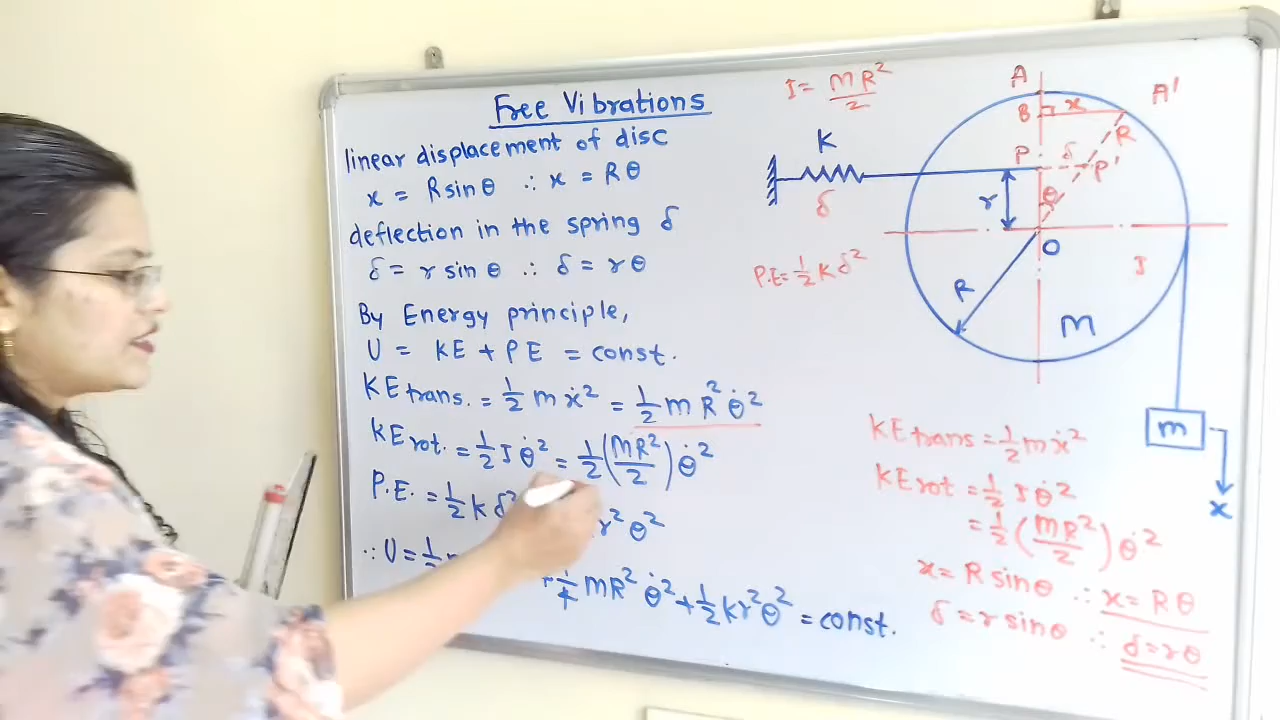 Free Vibrations
linear displacement of disc
x = R sin θ ∴ x = R θ
deflection in the spring δ
δ = r sin θ ∴ δ = r θ
By Energy principle,
U = KE + PE = const.
KE trans. = 1/2 m ẋ² = 1/2 m R² θ̇²
KE rot. = 1/2 I θ̇² = 1/2 (MR²/2) θ̇²
P.E. = 1/2 k δ² r² θ²
∴ U = 1/2 + 1/4 MR² θ̇² + 1/2 k r² θ² = const.
I = MR²/2
K
δ
P.E = 1/2 K δ²
A
B
x
A'
R
P
δ
P'
r
θ
O
I
R
M
m
x
KE trans = 1/2 m ẋ²
KE rot = 1/2 I θ̇²
= 1/2 (MR²/2) θ̇²
x = R sin θ ∴ x = R θ
δ = r sin θ ∴ δ = r θ